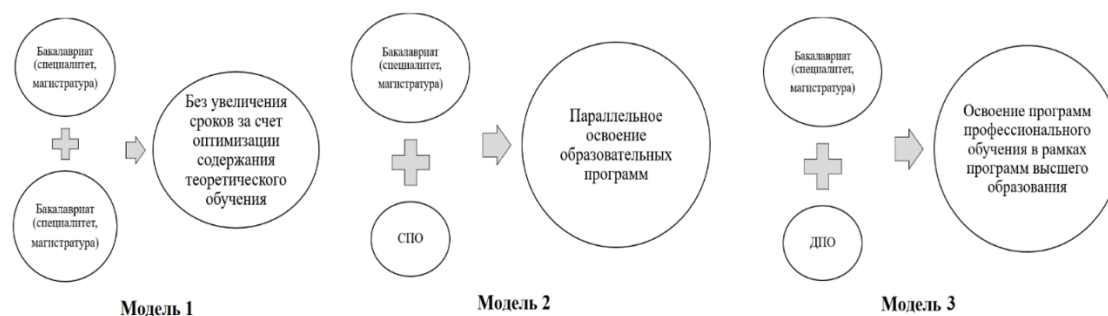 Бакалавриат
(специалитет,
магистратура)
Бакалавриат
(специалитет,
магистратура)
Без увеличения
сроков за счет
оптимизации
содержания
теоретического
обучения
Модель 1
Бакалавриат
(специалитет,
магистратура)
СПО
Параллельное
освоение
образовательных
программ
Модель 2
Бакалавриат
(специалитет,
магистратура)
ДПО
Освоение программ
профессионального
обучения в рамках
программ высшего
образования
Модель 3